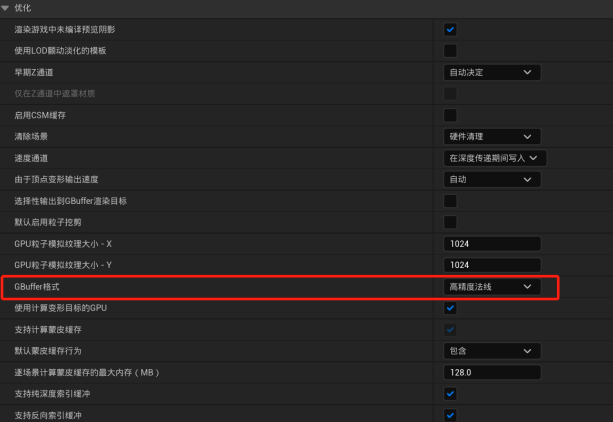 优化
渲染游戏中未编译预览阴影
使用LOD颤动淡化的模板
早期Z通道 自动决定
仅在Z通道中遮罩材质
启用CSM缓存
清除场景 硬件清理
速度通道 在深度传递期间写入
由于顶点变形输出速度 自动
选择性输出到GBuffer渲染目标
默认启用粒子挖剪
GPU粒子模拟纹理大小 - X 1024
GPU粒子模拟纹理大小 - Y 1024
GBuffer格式 高精度法线
使用计算变形目标的GPU
支持计算蒙皮缓存
默认蒙皮缓存行为 包含
逐场景计算蒙皮缓存的最大内存（MB） 128.0
支持纯深度索引缓冲
支持反向索引缓冲